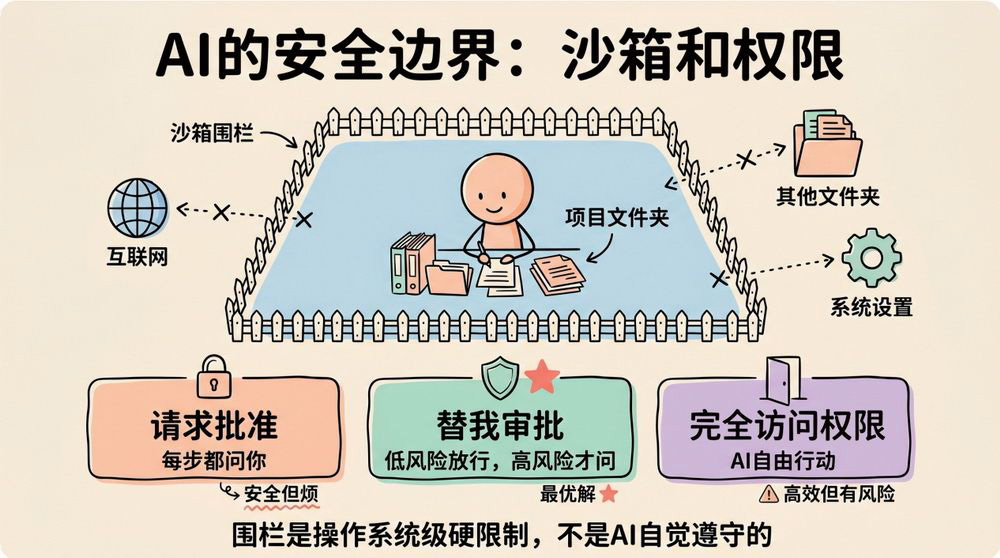 AI的安全边界：沙箱和权限
沙箱围栏
互联网
项目文件夹
其他文件夹
系统设置
请求批准
每步都问你
安全但烦
替我审批
低风险放行，高风险才问
最优解
完全访问权限
AI自由行动
高效但有风险
围栏是操作系统级硬限制，不是AI自觉遵守的